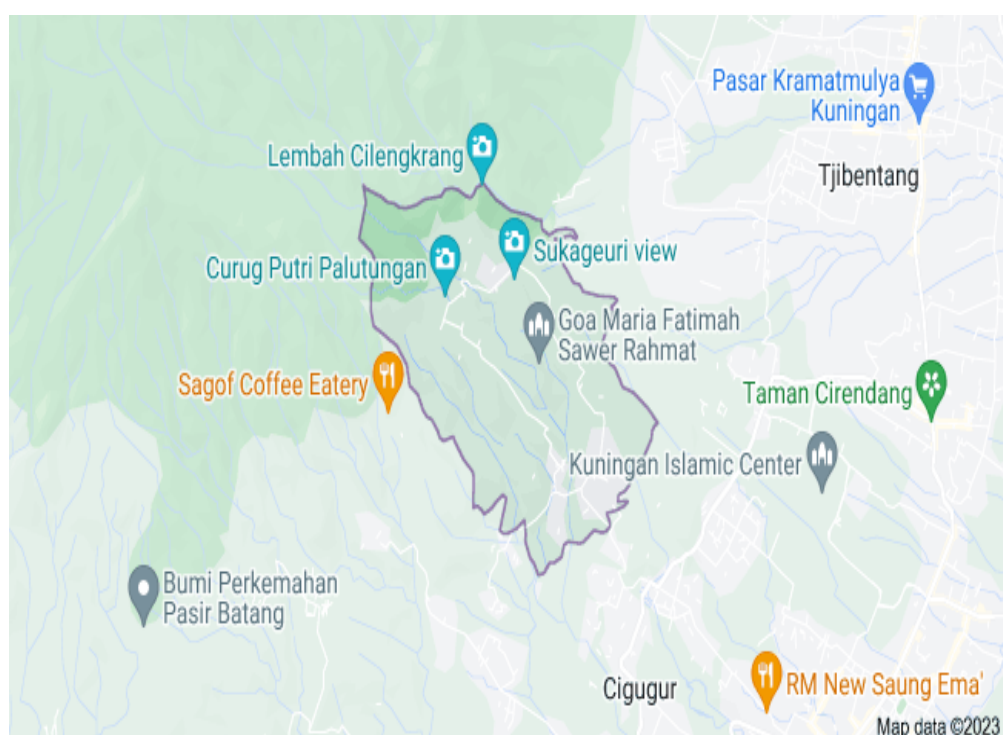 Pasar Kramatmulya
Kuningan
Lembah Cilengkrang
Tjibentang
Sukageuri view
Curug Putri Palutungan
Goa Maria Fatimah
Sawer Rahmat
Sagof Coffee Eatery
Taman Cirendang
Kuningan Islamic Center
Bumi Perkemahan
Pasir Batang
Cigugur
RM New Saung Ema'
Map data ©2023